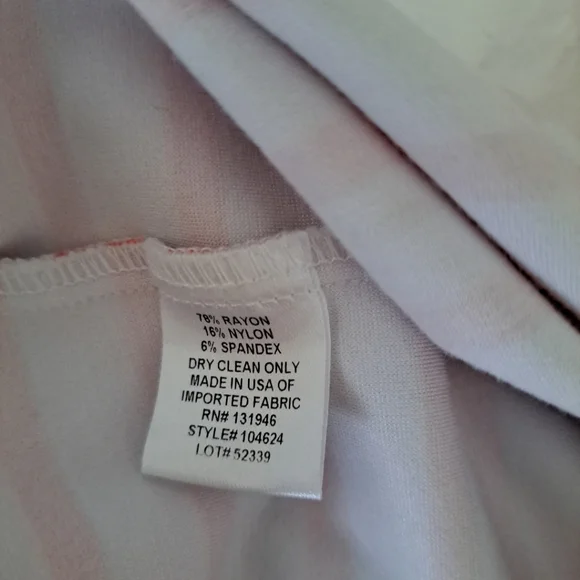 78% RAYON
16% NYLON
6% SPANDEX
DRY CLEAN ONLY
MADE IN USA OF
IMPORTED FABRIC
RN# 131946
STYLE# 104624
LOT# 52339